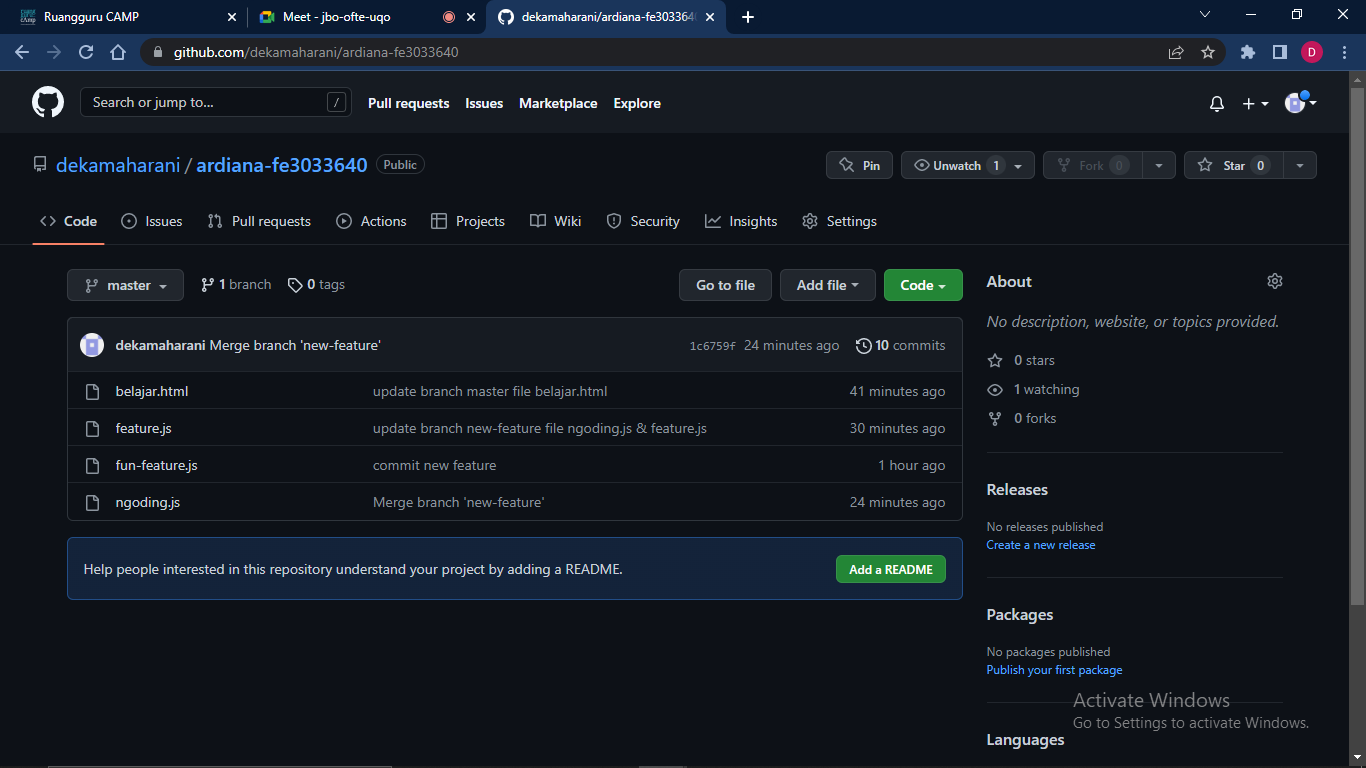 Ruangguru CAMP
Meet - jbo-ofte-uqo
dekamaharani/ardiana-fe3033640
github.com/dekamaharani/ardiana-fe3033640
D
Search or jump to...
/
Pull requests
Issues
Marketplace
Explore
dekamaharani / ardiana-fe3033640
Public
Pin
Unwatch 1
Fork 0
Star 0
Code
Issues
Pull requests
Actions
Projects
Wiki
Security
Insights
Settings
master
1 branch
0 tags
Go to file
Add file
Code
dekamaharani Merge branch 'new-feature'
1c6759f 24 minutes ago
10 commits
belajar.html
update branch master file belajar.html
41 minutes ago
feature.js
update branch new-feature file ngoding.js & feature.js
30 minutes ago
fun-feature.js
commit new feature
1 hour ago
ngoding.js
Merge branch 'new-feature'
24 minutes ago
Help people interested in this repository understand your project by adding a README.
Add a README
About
No description, website, or topics provided.
0 stars
1 watching
0 forks
Releases
No releases published
Create a new release
Packages
No packages published
Publish your first package
Languages
Activate Windows
Go to Settings to activate Windows.